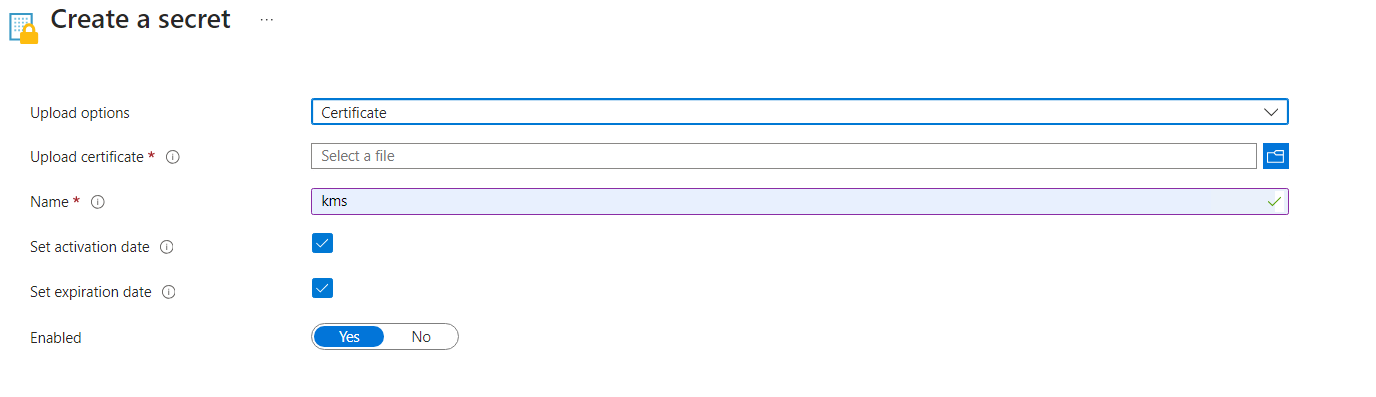 Create a secret ...
Upload options
Certificate
Upload certificate *
Select a file
Name *
kms
Set activation date
Set expiration date
Enabled
Yes No